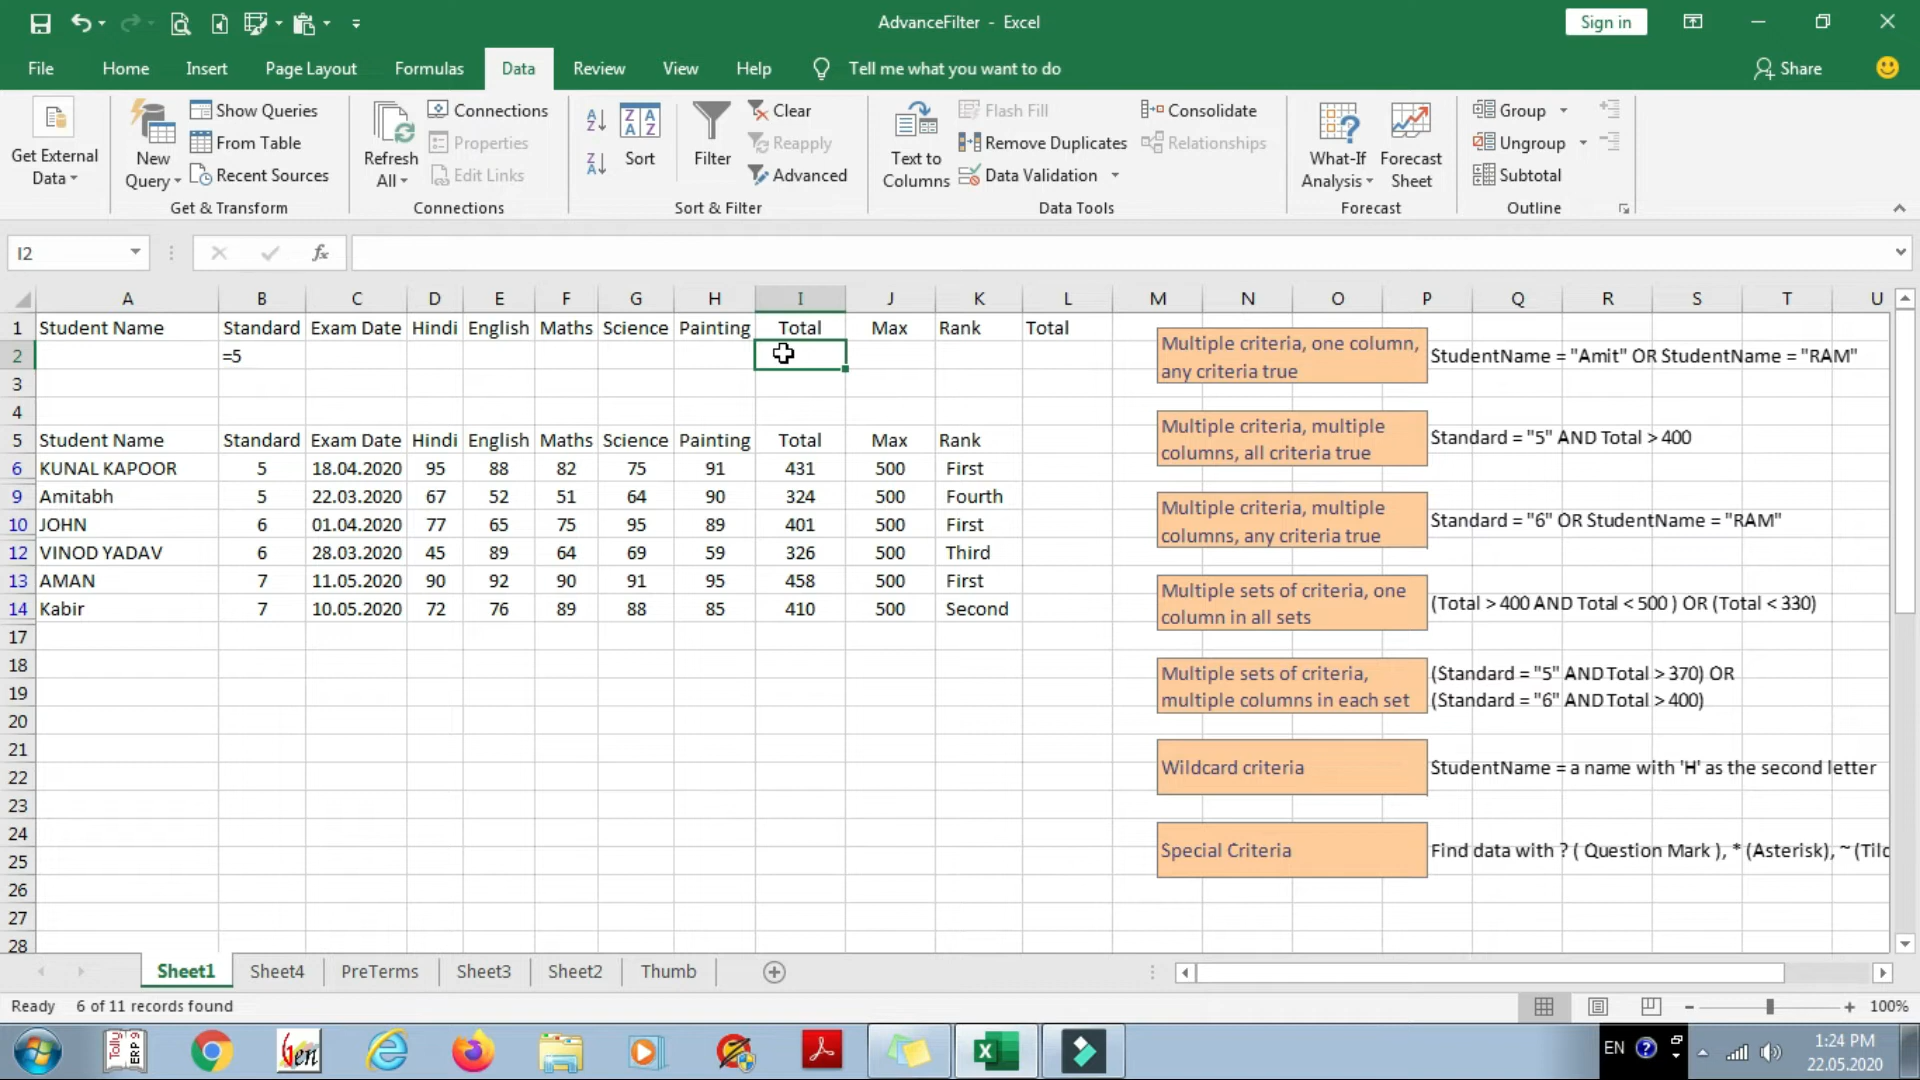 AdvanceFilter - Excel
Sign in
File Home Insert Page Layout Formulas Data Review View Help Tell me what you want to do Share
Get External Data
New Query
Show Queries
From Table
Recent Sources
Get & Transform
Refresh All
Connections
Properties
Edit Links
Connections
Sort
Filter
Clear
Reapply
Advanced
Sort & Filter
Text to Columns
Flash Fill
Remove Duplicates
Data Validation
Consolidate
Relationships
Data Tools
What-If Analysis
Forecast Sheet
Forecast
Group
Ungroup
Subtotal
Outline
I2 fx
A B C D E F G H I J K L M N O P Q R S T U
1 Student Name Standard Exam Date Hindi English Maths Science Painting Total Max Rank Total
2 =5
3
4
5 Student Name Standard Exam Date Hindi English Maths Science Painting Total Max Rank
6 KUNAL KAPOOR 5 18.04.2020 95 88 82 75 91 431 500 First
9 Amitabh 5 22.03.2020 67 52 51 64 90 324 500 Fourth
10 JOHN 6 01.04.2020 77 65 75 95 89 401 500 First
12 VINOD YADAV 6 28.03.2020 45 89 64 69 59 326 500 Third
13 AMAN 7 11.05.2020 90 92 90 91 95 458 500 First
14 Kabir 7 10.05.2020 72 76 89 88 85 410 500 Second
17
18
19
20
21
22
23
24
25
26
27
28
Multiple criteria, one column,
any criteria true
StudentName = "Amit" OR StudentName = "RAM"
Multiple criteria, multiple
columns, all criteria true
Standard = "5" AND Total > 400
Multiple criteria, multiple
columns, any criteria true
Standard = "6" OR StudentName = "RAM"
Multiple sets of criteria, one
column in all sets
(Total > 400 AND Total < 500 ) OR (Total < 330)
Multiple sets of criteria,
multiple columns in each set
(Standard = "5" AND Total > 370) OR
(Standard = "6" AND Total > 400)
Wildcard criteria
StudentName = a name with 'H' as the second letter
Special Criteria
Find data with ? ( Question Mark ), * (Asterisk), ~ (Tild
Sheet1 Sheet4 PreTerms Sheet3 Sheet2 Thumb
Ready 6 of 11 records found 100%
Tally ERP 9
Gen
EN
1:24 PM
22.05.2020